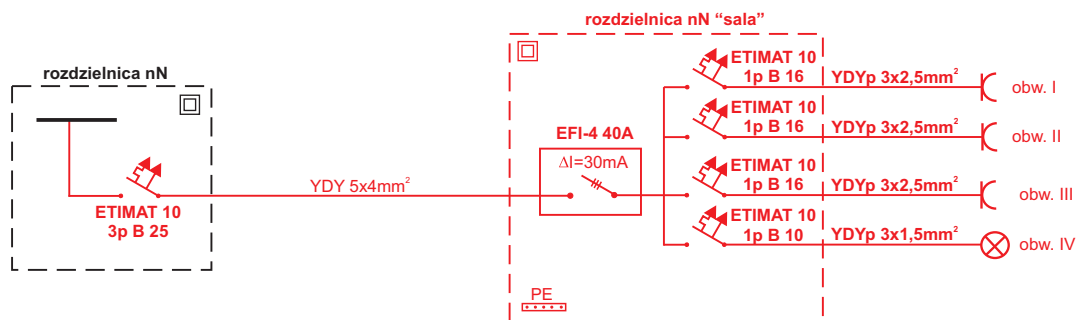 rozdzielnica nN “sala”
rozdzielnica nN
ETIMAT 10
3p B 25
YDY 5x4mm²
EFI-4 40A
ΔI=30mA
PE
ETIMAT 10
1p B 16
YDYp 3x2,5mm²
obw. I
ETIMAT 10
1p B 16
YDYp 3x2,5mm²
obw. II
ETIMAT 10
1p B 16
YDYp 3x2,5mm²
obw. III
ETIMAT 10
1p B 10
YDYp 3x1,5mm²
obw. IV